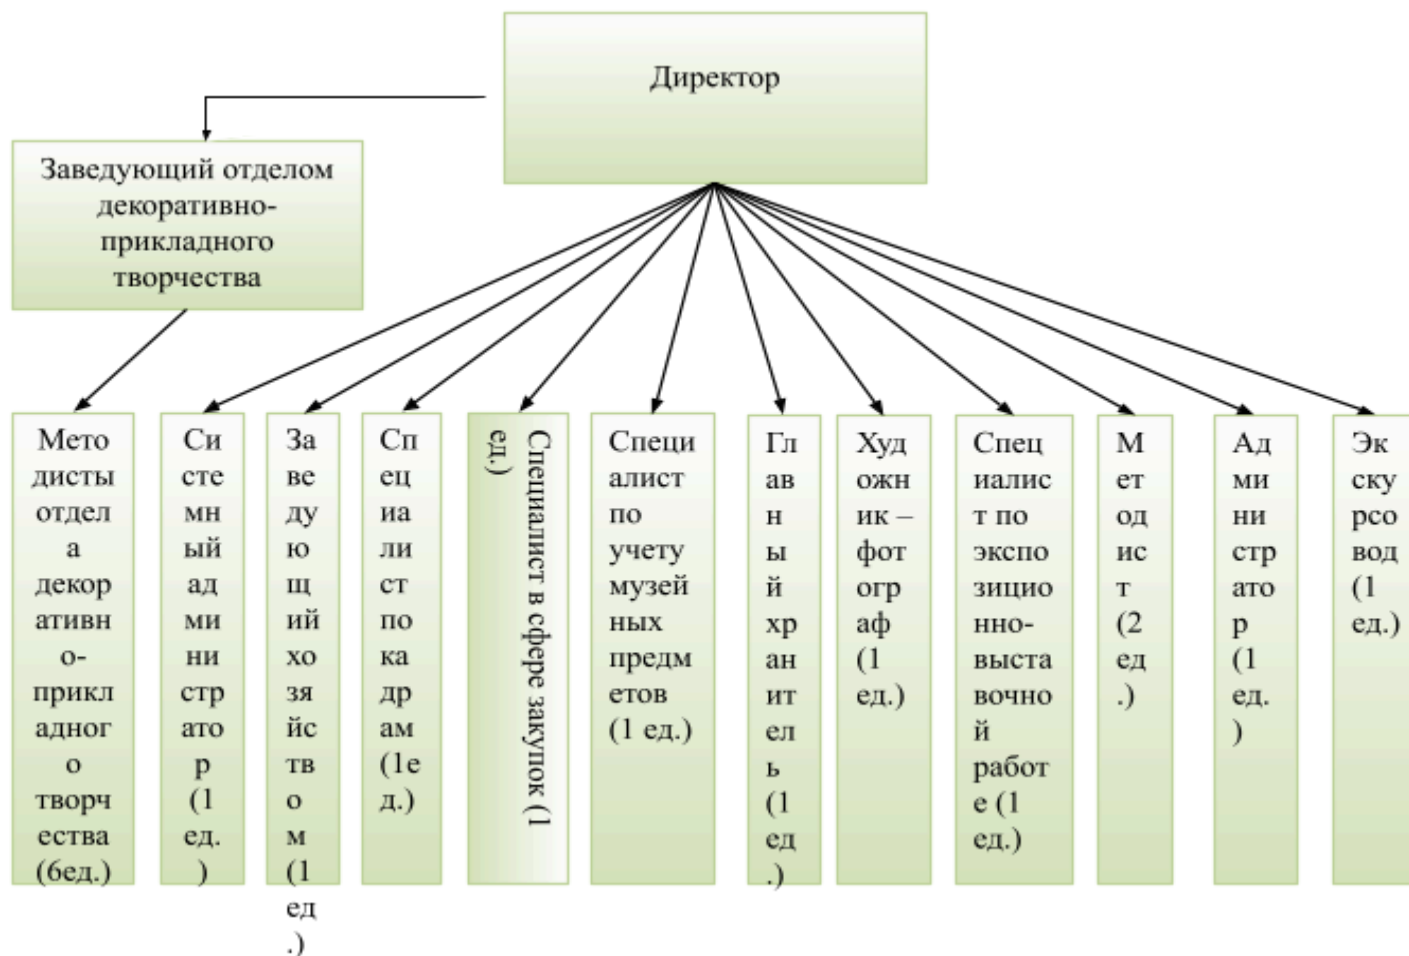 Директор
Заведующий отделом
декоративно-
прикладного
творчества
Мето
дисты
отдел
а
декор
ативн
о-
прикл
адног
о
творч
ества
(6ед.)
Си
сте
мн
ый
ад
ми
ни
стр
ато
р
(1
ед.
)
За
ве
ду
ю
щ
ий
хо
зя
йс
тв
о
м
(1
ед
.)
Сп
ец
иа
ли
ст
по
ка
др
ам
(1е
д.)
Специалист в сфере закупок (1
ед.)
Специ
алист
по
учету
музей
ных
предм
етов
(1 ед.)
Гл
ав
н
ы
й
хр
ан
ит
ел
ь
(1
ед
.)
Худ
ожн
ик –
фот
огр
аф
(1
ед.)
Спец
иалис
т по
экспо
зицио
нно-
выста
вочно
й
работ
е (1
ед.)
М
ет
од
ис
т
(2
ед
.)
Ад
ми
ни
стр
ато
р
(1
ед.
)
Эк
ску
рсо
вод
(1
ед.)